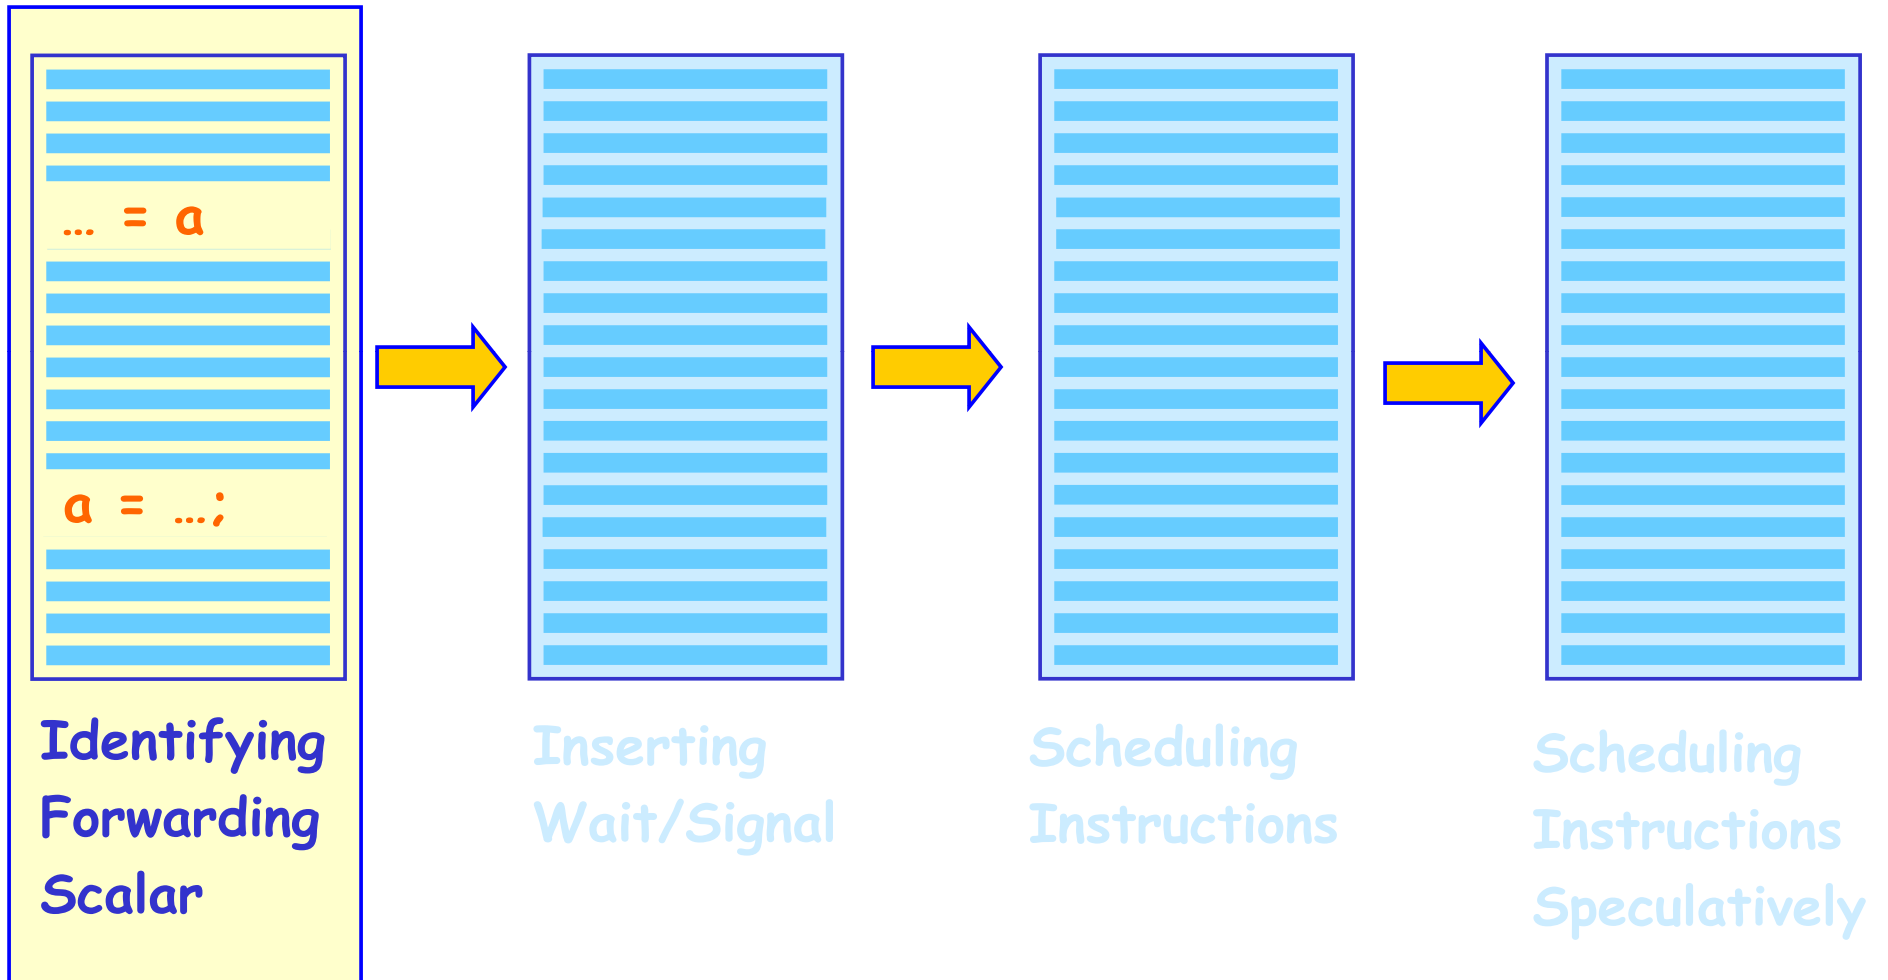 ... = a
a = ...;
Identifying
Forwarding
Scalar
Inserting
Wait/Signal
Scheduling
Instructions
Scheduling
Instructions
Speculatively